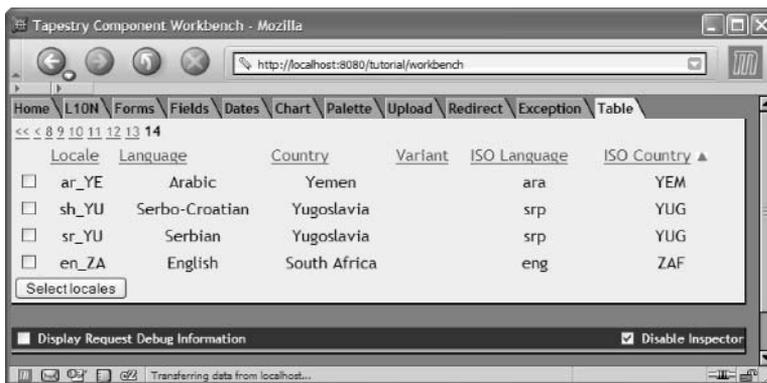 Tapestry Component Workbench - Mozilla
http://localhost:8080/tutorial/workbench
Home L10N Forms Fields Dates Chart Palette Upload Redirect Exception Table
<< < 8 9 10 11 12 13 14
Locale Language Country Variant ISO Language ISO Country ▲
ar_YE Arabic Yemen ara YEM
sh_YU Serbo-Croatian Yugoslavia srp YUG
sr_YU Serbian Yugoslavia srp YUG
en_ZA English South Africa eng ZAF
Select locales
Display Request Debug Information Disable Inspector
Transferring data from localhost...